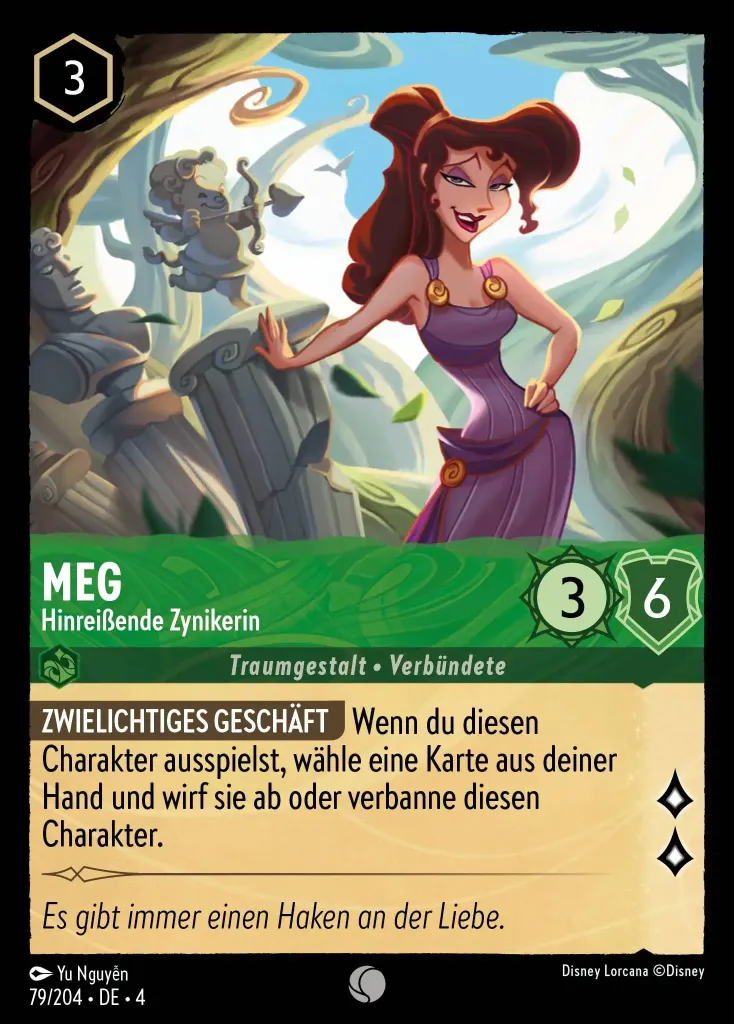 3
MEG
Hinreißende Zynikerin
3
6
Traumgestalt • Verbündete
ZWIELICHTIGES GESCHÄFT Wenn du diesen
Charakter ausspielst, wähle eine Karte aus deiner
Hand und wirf sie ab oder verbanne diesen
Charakter.
Es gibt immer einen Haken an der Liebe.
Yu Nguyễn
79/204 • DE • 4
Disney Lorcana ©Disney